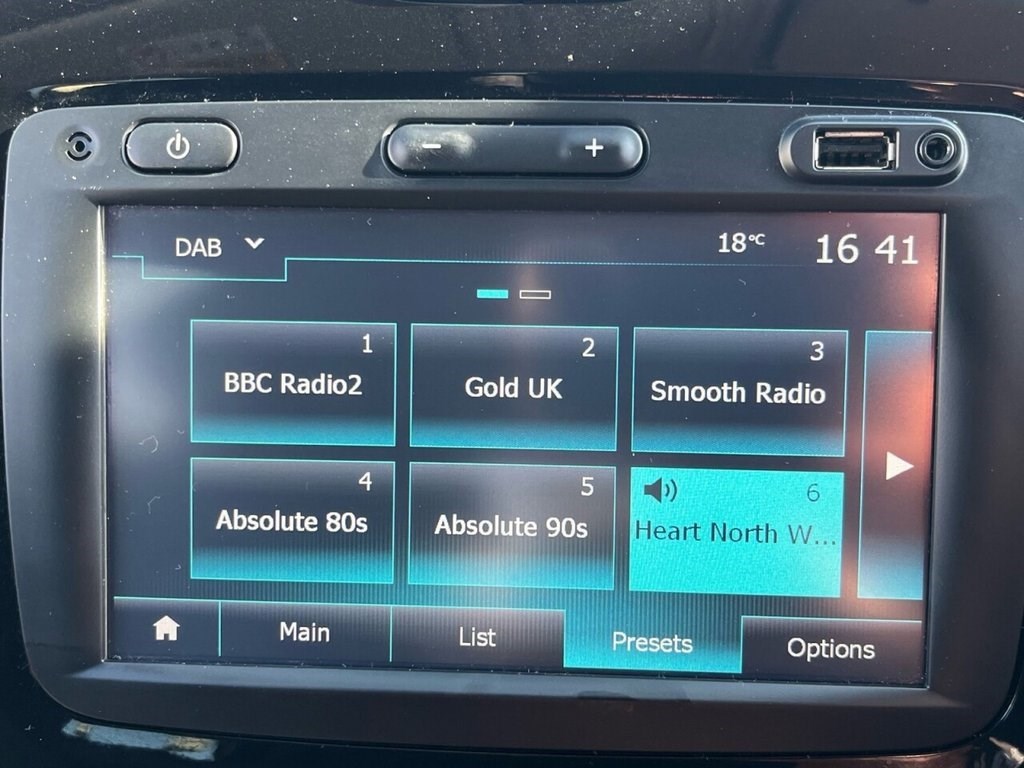 DAB
18°C
16 41
1
BBC Radio2
2
Gold UK
3
Smooth Radio
4
Absolute 80s
5
Absolute 90s
6
Heart North W...
Main
List
Presets
Options